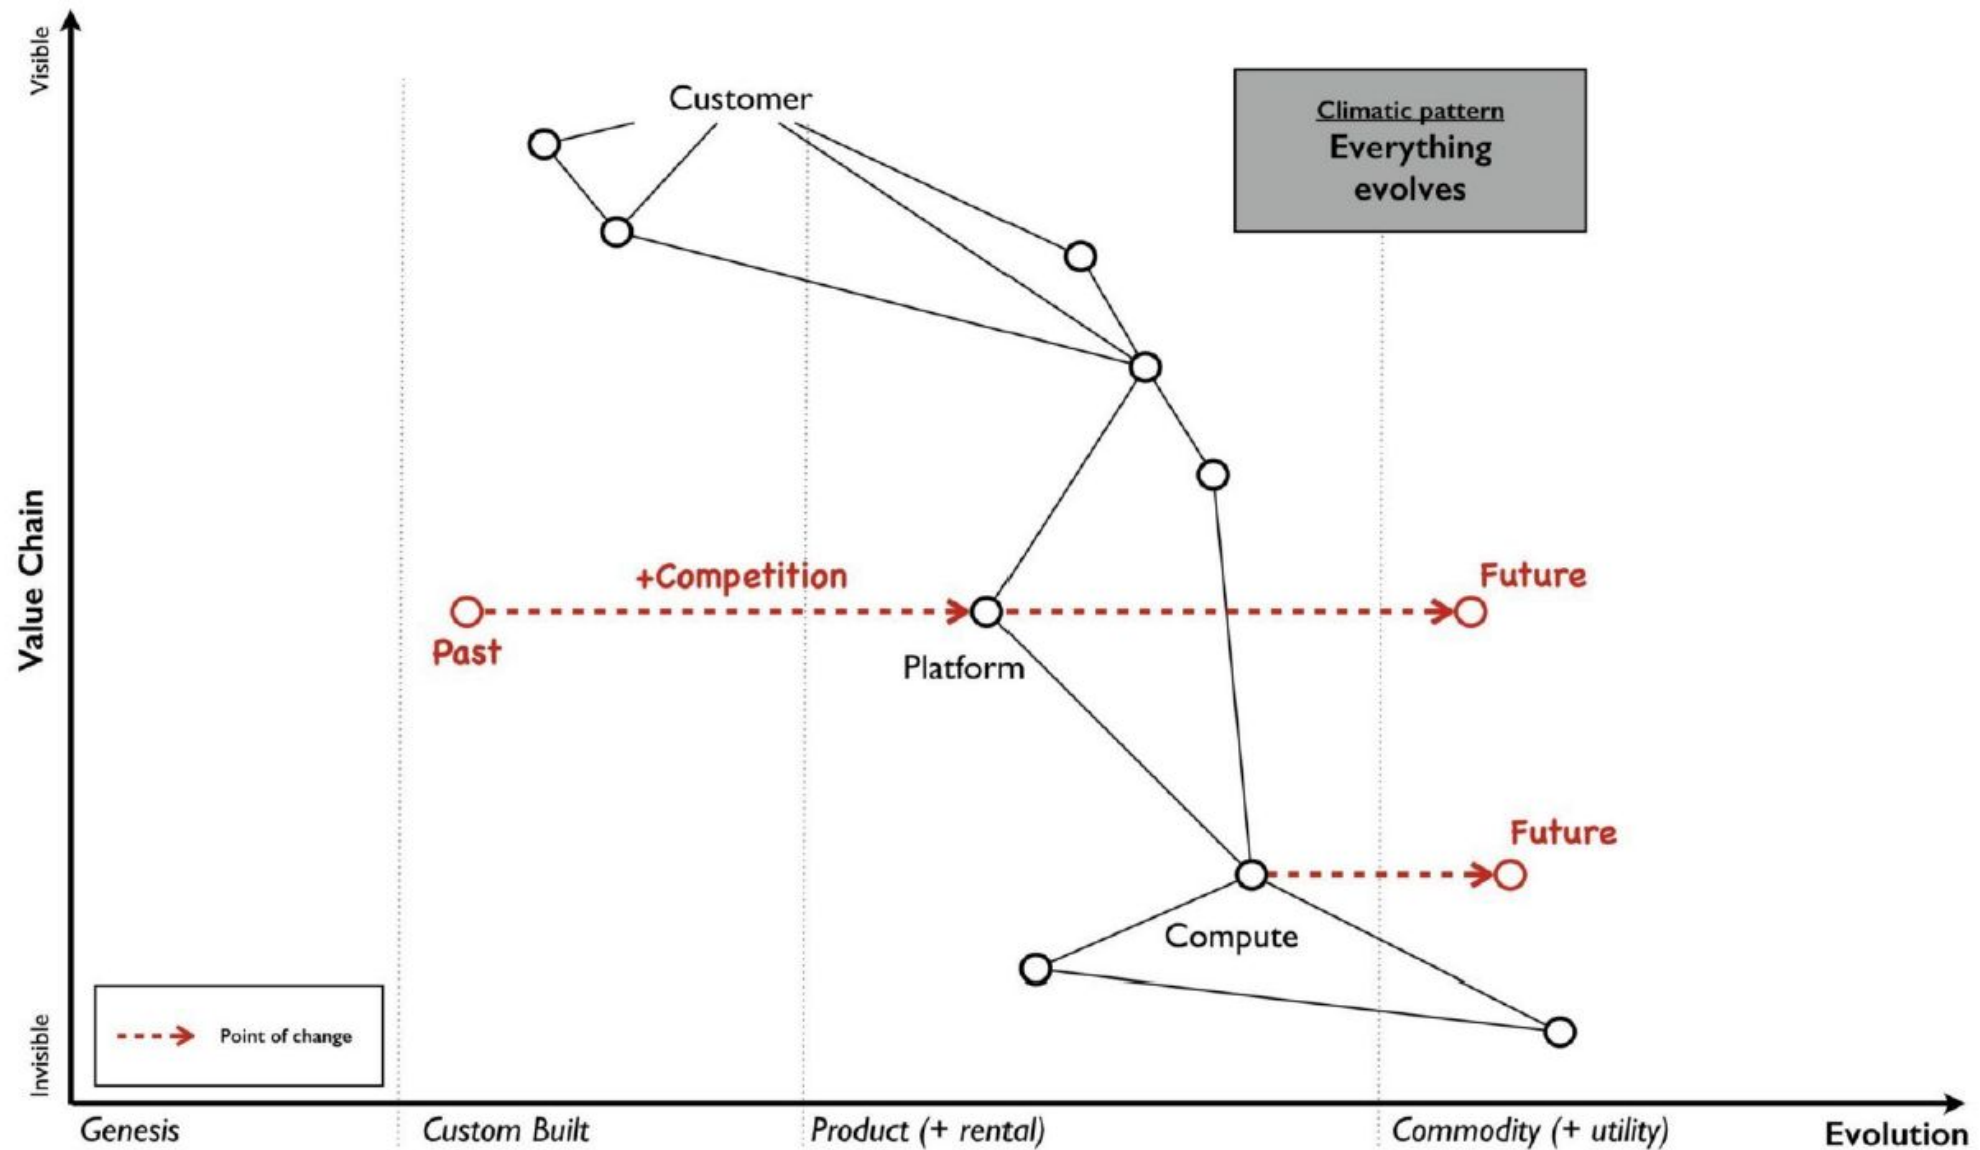 Visible
Customer
Climatic pattern
Everything
evolves
Value Chain
+Competition
Future
Past
Platform
Future
Compute
Point of change
Invisible
Genesis
Custom Built
Product (+ rental)
Commodity (+ utility)
Evolution